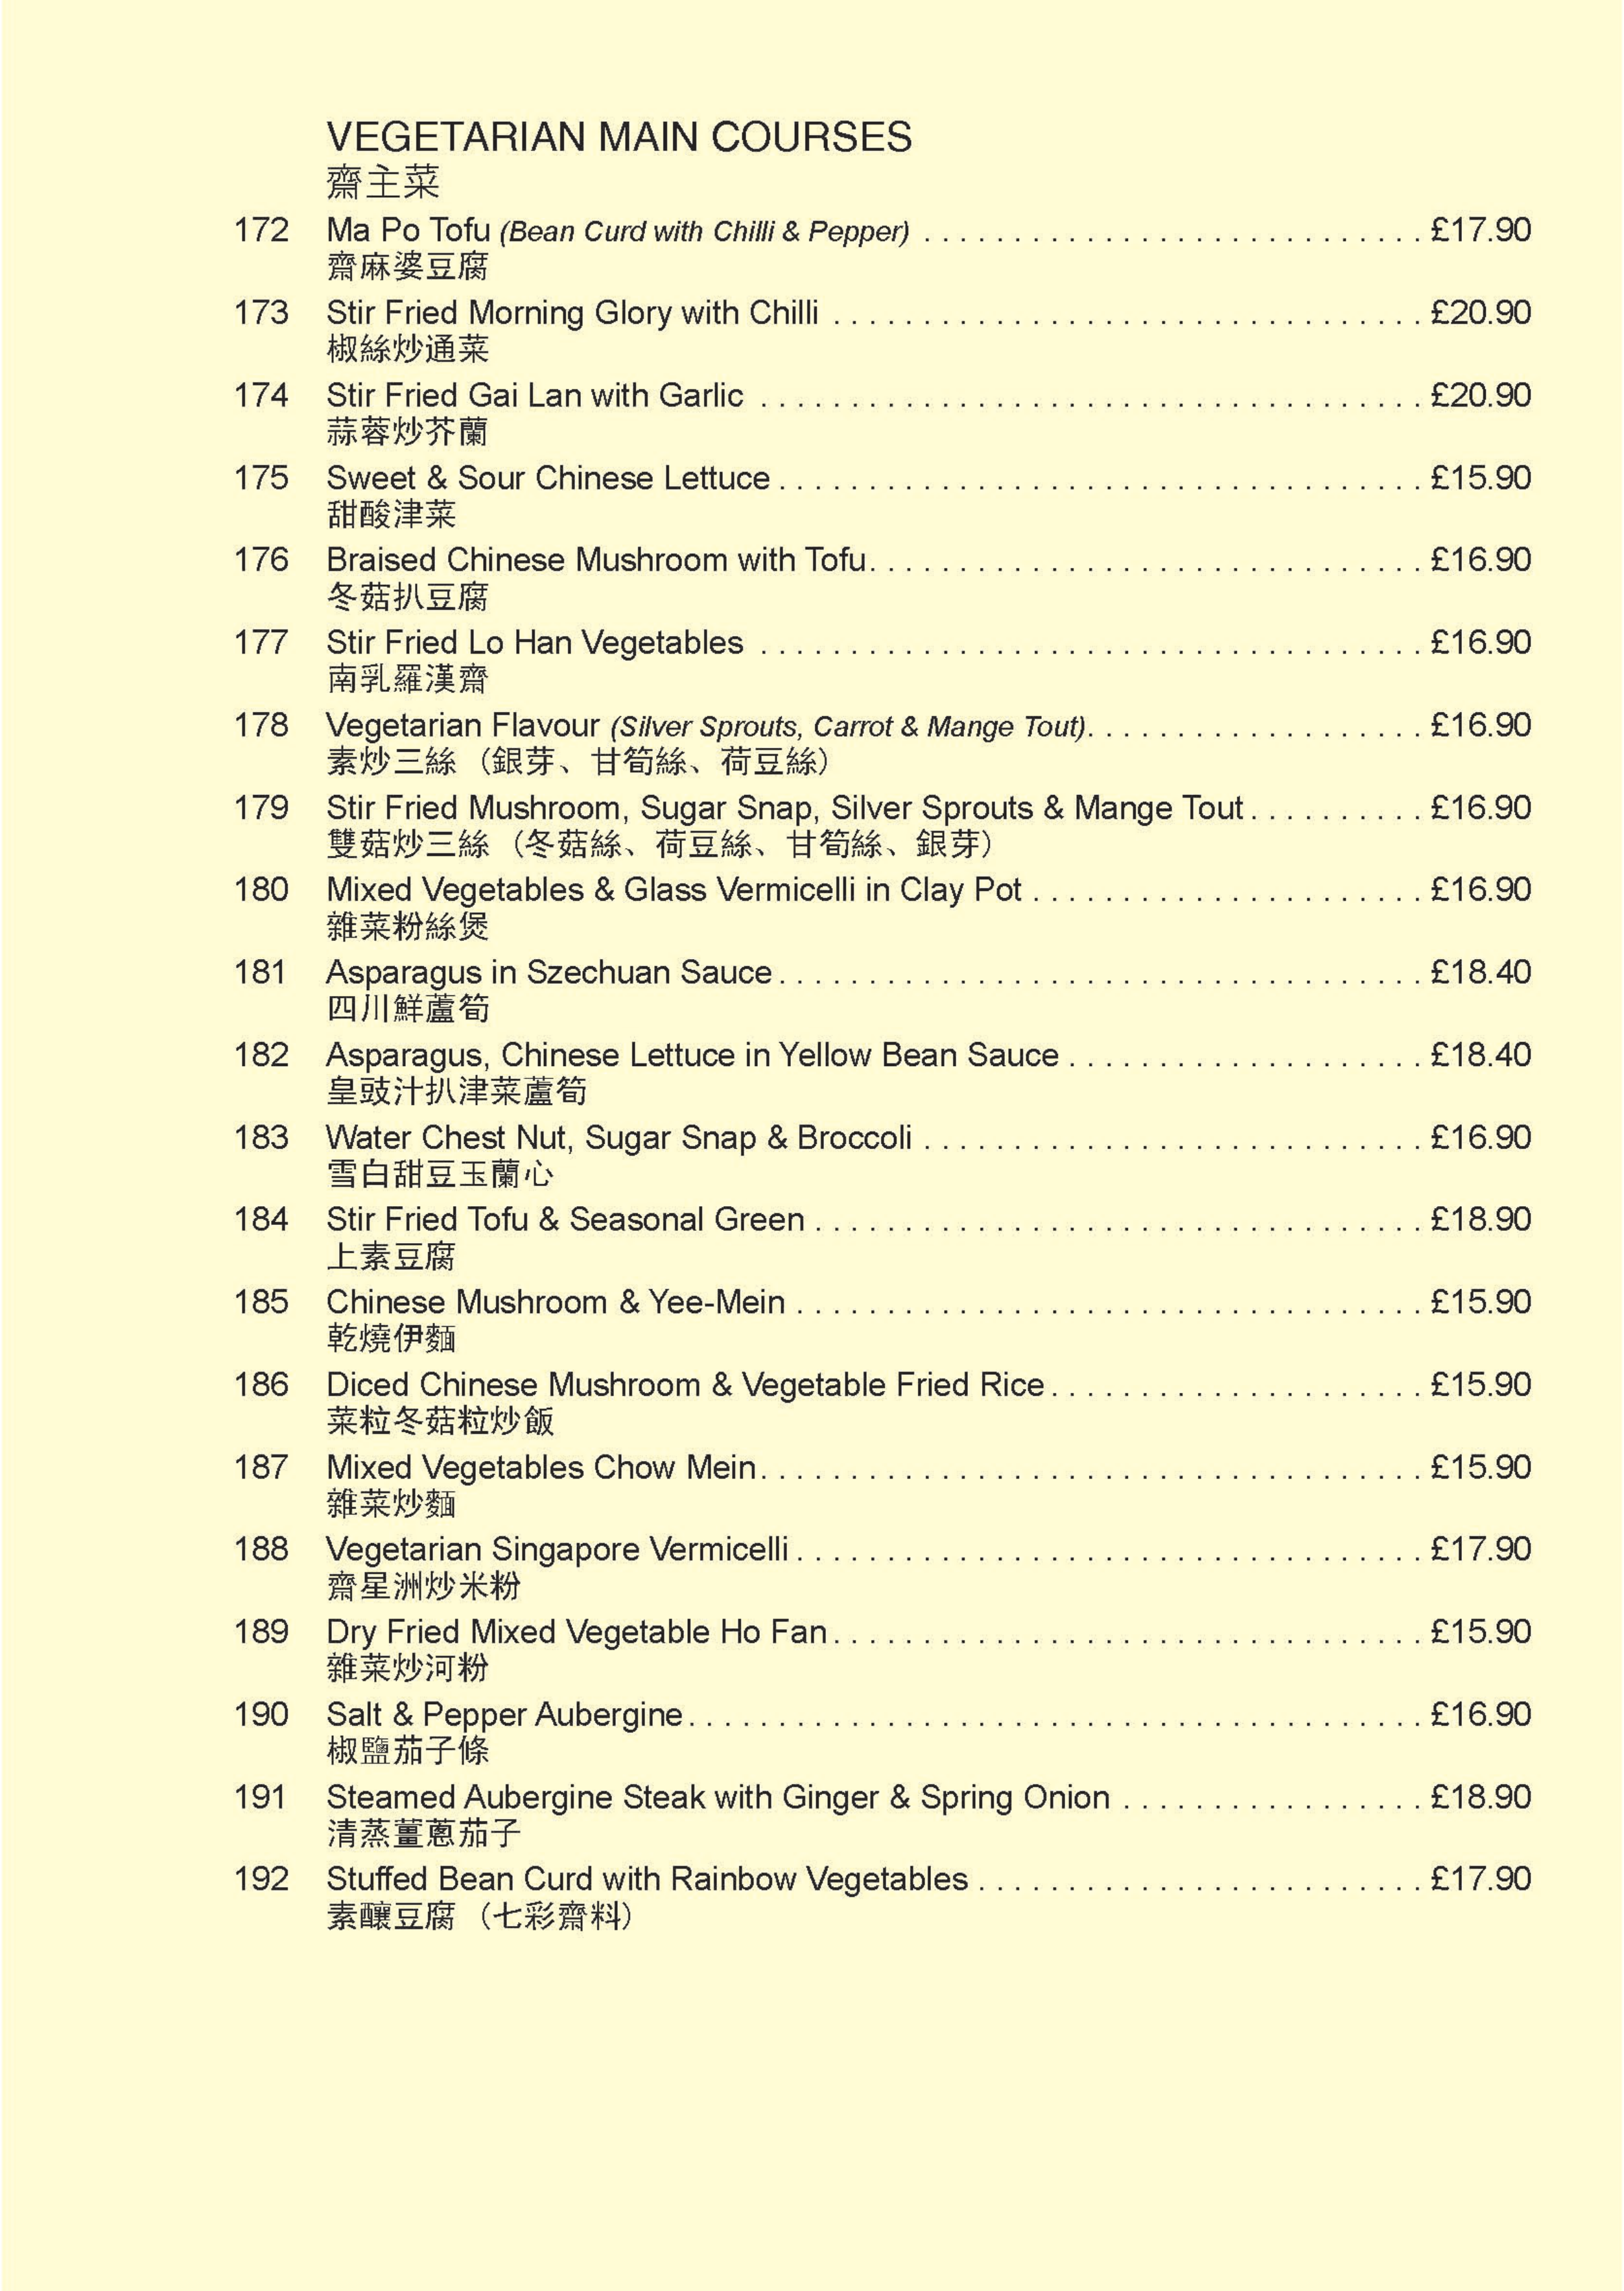 VEGETARIAN MAIN COURSES
齋主菜
172 Ma Po Tofu (Bean Curd with Chilli & Pepper) . . . . . . . . . . . . . . . . . . . . . . . . . . . . £17.90
齋麻婆豆腐
173 Stir Fried Morning Glory with Chilli . . . . . . . . . . . . . . . . . . . . . . . . . . . . . . . . . £20.90
椒絲炒通菜
174 Stir Fried Gai Lan with Garlic . . . . . . . . . . . . . . . . . . . . . . . . . . . . . . . . . . . . . £20.90
蒜蓉炒芥蘭
175 Sweet & Sour Chinese Lettuce . . . . . . . . . . . . . . . . . . . . . . . . . . . . . . . . . . . . £15.90
甜酸津菜
176 Braised Chinese Mushroom with Tofu. . . . . . . . . . . . . . . . . . . . . . . . . . . . . . . £16.90
冬菇扒豆腐
177 Stir Fried Lo Han Vegetables . . . . . . . . . . . . . . . . . . . . . . . . . . . . . . . . . . . . . £16.90
南乳羅漢齋
178 Vegetarian Flavour (Silver Sprouts, Carrot & Mange Tout). . . . . . . . . . . . . . . . . . . £16.90
素炒三絲（銀芽、甘筍絲、荷豆絲）
179 Stir Fried Mushroom, Sugar Snap, Silver Sprouts & Mange Tout . . . . . . . . . . £16.90
雙菇炒三絲（冬菇絲、荷豆絲、甘筍絲、銀芽）
180 Mixed Vegetables & Glass Vermicelli in Clay Pot . . . . . . . . . . . . . . . . . . . . . . £16.90
雜菜粉絲煲
181 Asparagus in Szechuan Sauce . . . . . . . . . . . . . . . . . . . . . . . . . . . . . . . . . . . . £18.40
四川鮮蘆筍
182 Asparagus, Chinese Lettuce in Yellow Bean Sauce . . . . . . . . . . . . . . . . . . . . £18.40
皇豉汁扒津菜蘆筍
183 Water Chest Nut, Sugar Snap & Broccoli . . . . . . . . . . . . . . . . . . . . . . . . . . . . £16.90
雪白甜豆玉蘭心
184 Stir Fried Tofu & Seasonal Green . . . . . . . . . . . . . . . . . . . . . . . . . . . . . . . . . . £18.90
上素豆腐
185 Chinese Mushroom & Yee-Mein . . . . . . . . . . . . . . . . . . . . . . . . . . . . . . . . . . . £15.90
乾燒伊麵
186 Diced Chinese Mushroom & Vegetable Fried Rice . . . . . . . . . . . . . . . . . . . . . £15.90
菜粒冬菇粒炒飯
187 Mixed Vegetables Chow Mein. . . . . . . . . . . . . . . . . . . . . . . . . . . . . . . . . . . . . £15.90
雜菜炒麵
188 Vegetarian Singapore Vermicelli . . . . . . . . . . . . . . . . . . . . . . . . . . . . . . . . . . . £17.90
齋星洲炒米粉
189 Dry Fried Mixed Vegetable Ho Fan . . . . . . . . . . . . . . . . . . . . . . . . . . . . . . . . . £15.90
雜菜炒河粉
190 Salt & Pepper Aubergine . . . . . . . . . . . . . . . . . . . . . . . . . . . . . . . . . . . . . . . . . £16.90
椒鹽茄子條
191 Steamed Aubergine Steak with Ginger & Spring Onion . . . . . . . . . . . . . . . . . £18.90
清蒸薑蔥茄子
192 Stuffed Bean Curd with Rainbow Vegetables . . . . . . . . . . . . . . . . . . . . . . . . . £17.90
素釀豆腐（七彩齋料）